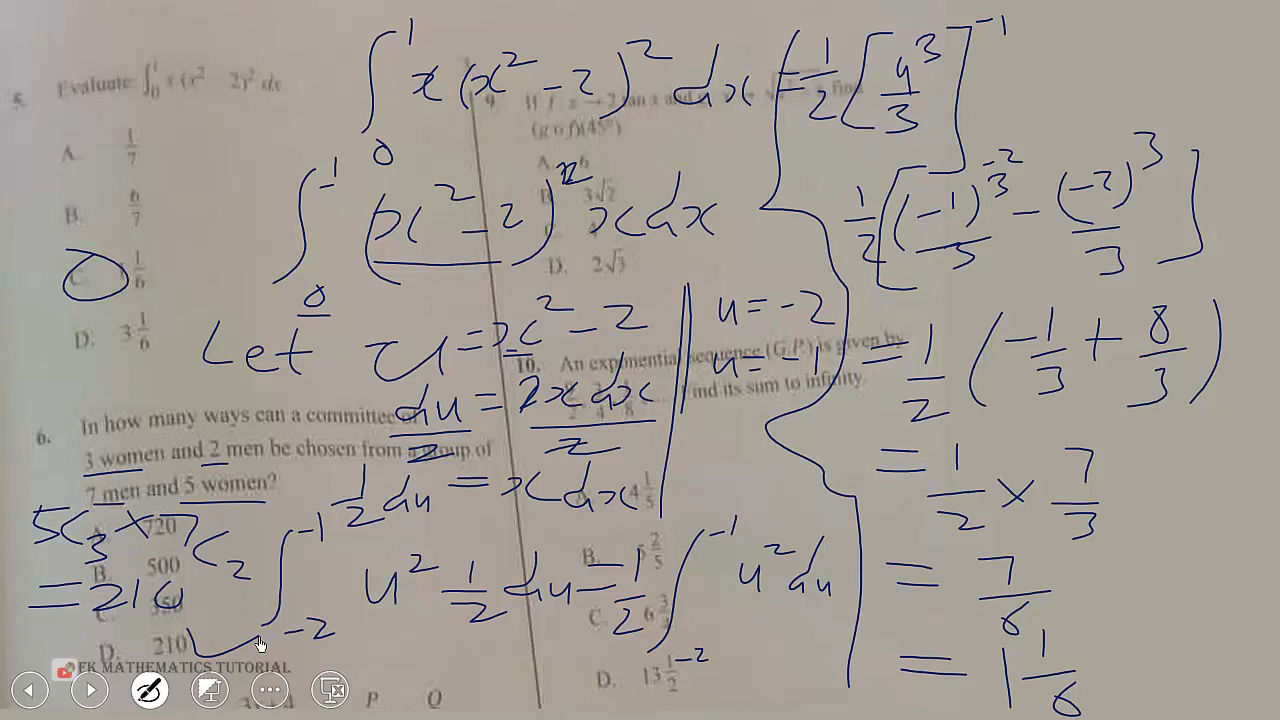 5. Evaluate: ∫₀¹ x (x² - 2)² dx
A. 1/7
B. 6/7
C. 1 1/6
D. 3 1/6
6. In how many ways can a committee of
3 women and 2 men be chosen from a group of
7 men and 5 women?
720
B. 500
C. 350
D. 210
5C₃ × 7C₂
= 210
9.
(g o f)(45°)
A. 6
B. 3√2
D. 2√3
10. An exponential sequence (G.P.) is given by
Find its sum to infinity.
4 1/5
B. 2/5
C. 6 3/4
D. 13 1/2
∫₀¹ x(x² - 2)² dx
∫₀¹ (x² - 2)² x dx
Let u = x² - 2
du/2 = 2x dx/2
1/2 du = x dx
u = -2
u = -1
∫₋₂⁻¹ u² 1/2 du = 1/2 ∫₋₂⁻¹ u² du
= 1/2 [u³/3]⁻¹₋₂
1/2 [(-1)³/3 - (-2)³/3]
= 1/2 (-1/3 + 8/3)
= 1/2 × 7/3
= 7/6
= 1 1/6
EK MATHEMATICS TUTORIAL
P Q